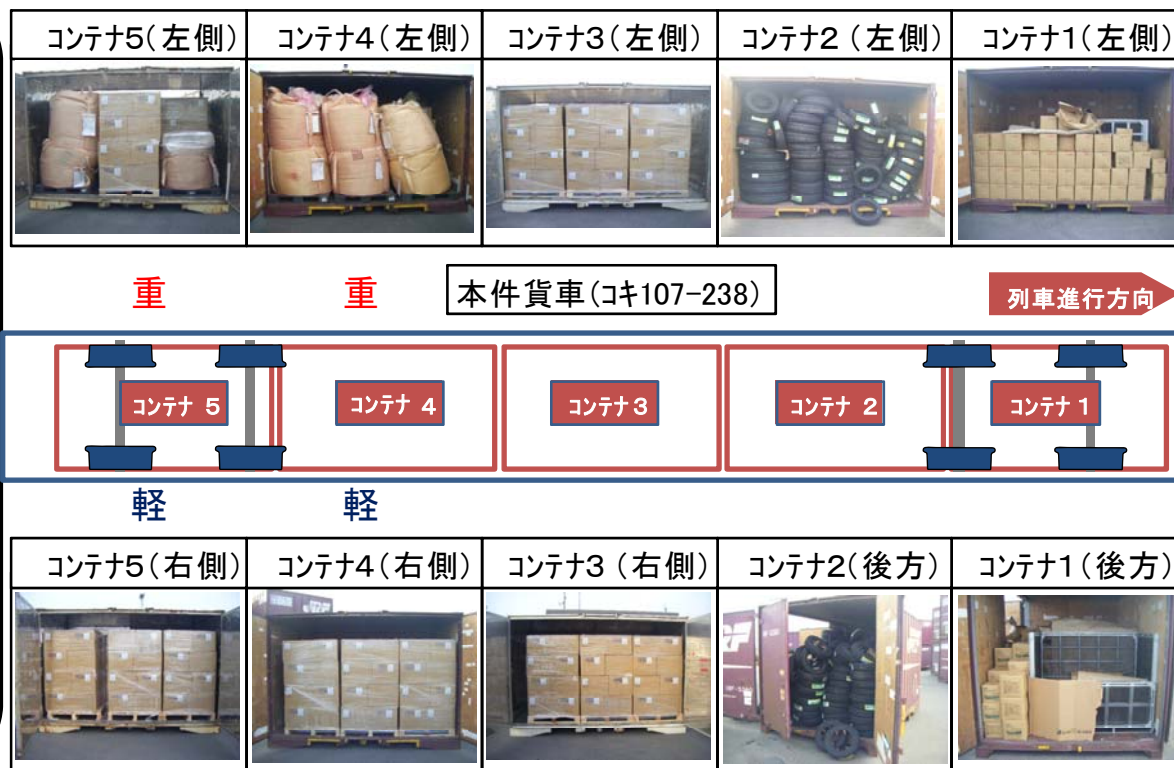 コンテナ5(左側)
コンテナ4(左側)
コンテナ3(左側)
コンテナ2 (左側)
コンテナ1(左側)
重
重
本件貨車(コキ107-238)
列車進行方向
コンテナ 5
コンテナ 4
コンテナ3
コンテナ 2
コンテナ 1
軽
軽
コンテナ5(右側)
コンテナ4(右側)
コンテナ3 (右側)
コンテナ2(後方)
コンテナ1(後方)